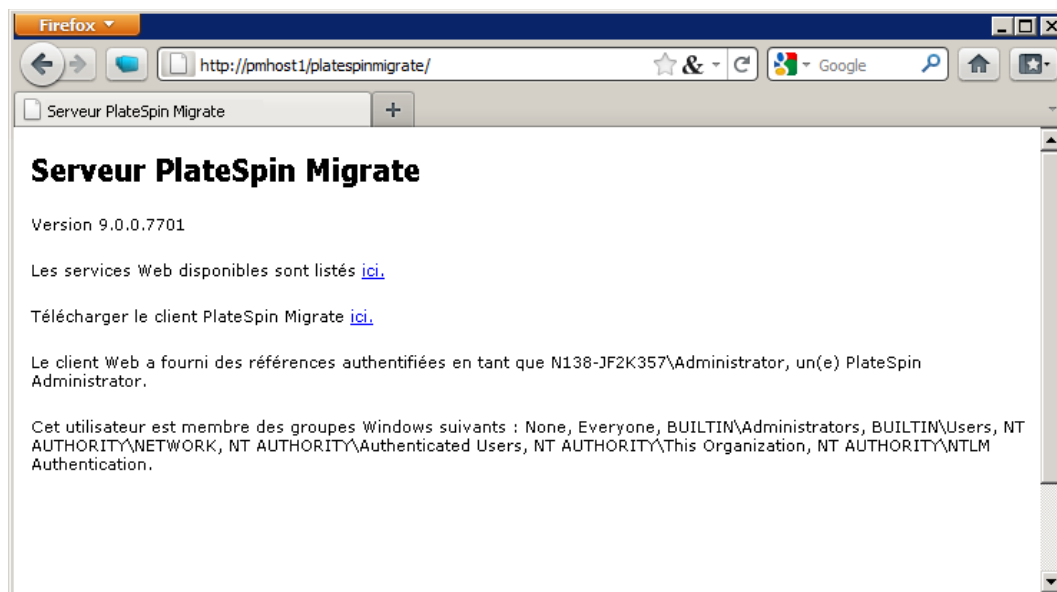 Firefox
http://pmhost1/platespinmigrate/
& 
Google
Serveur PlateSpin Migrate
Serveur PlateSpin Migrate
Version 9.0.0.7701
Les services Web disponibles sont listés ici.
Télécharger le client PlateSpin Migrate ici.
Le client Web a fourni des références authentifiées en tant que N138-JF2K357\Administrator, un(e) PlateSpin
Administrator.
Cet utilisateur est membre des groupes Windows suivants : None, Everyone, BUILTIN\Administrators, BUILTIN\Users, NT
AUTHORITY\NETWORK, NT AUTHORITY\Authenticated Users, NT AUTHORITY\This Organization, NT AUTHORITY\NTLM
Authentication.